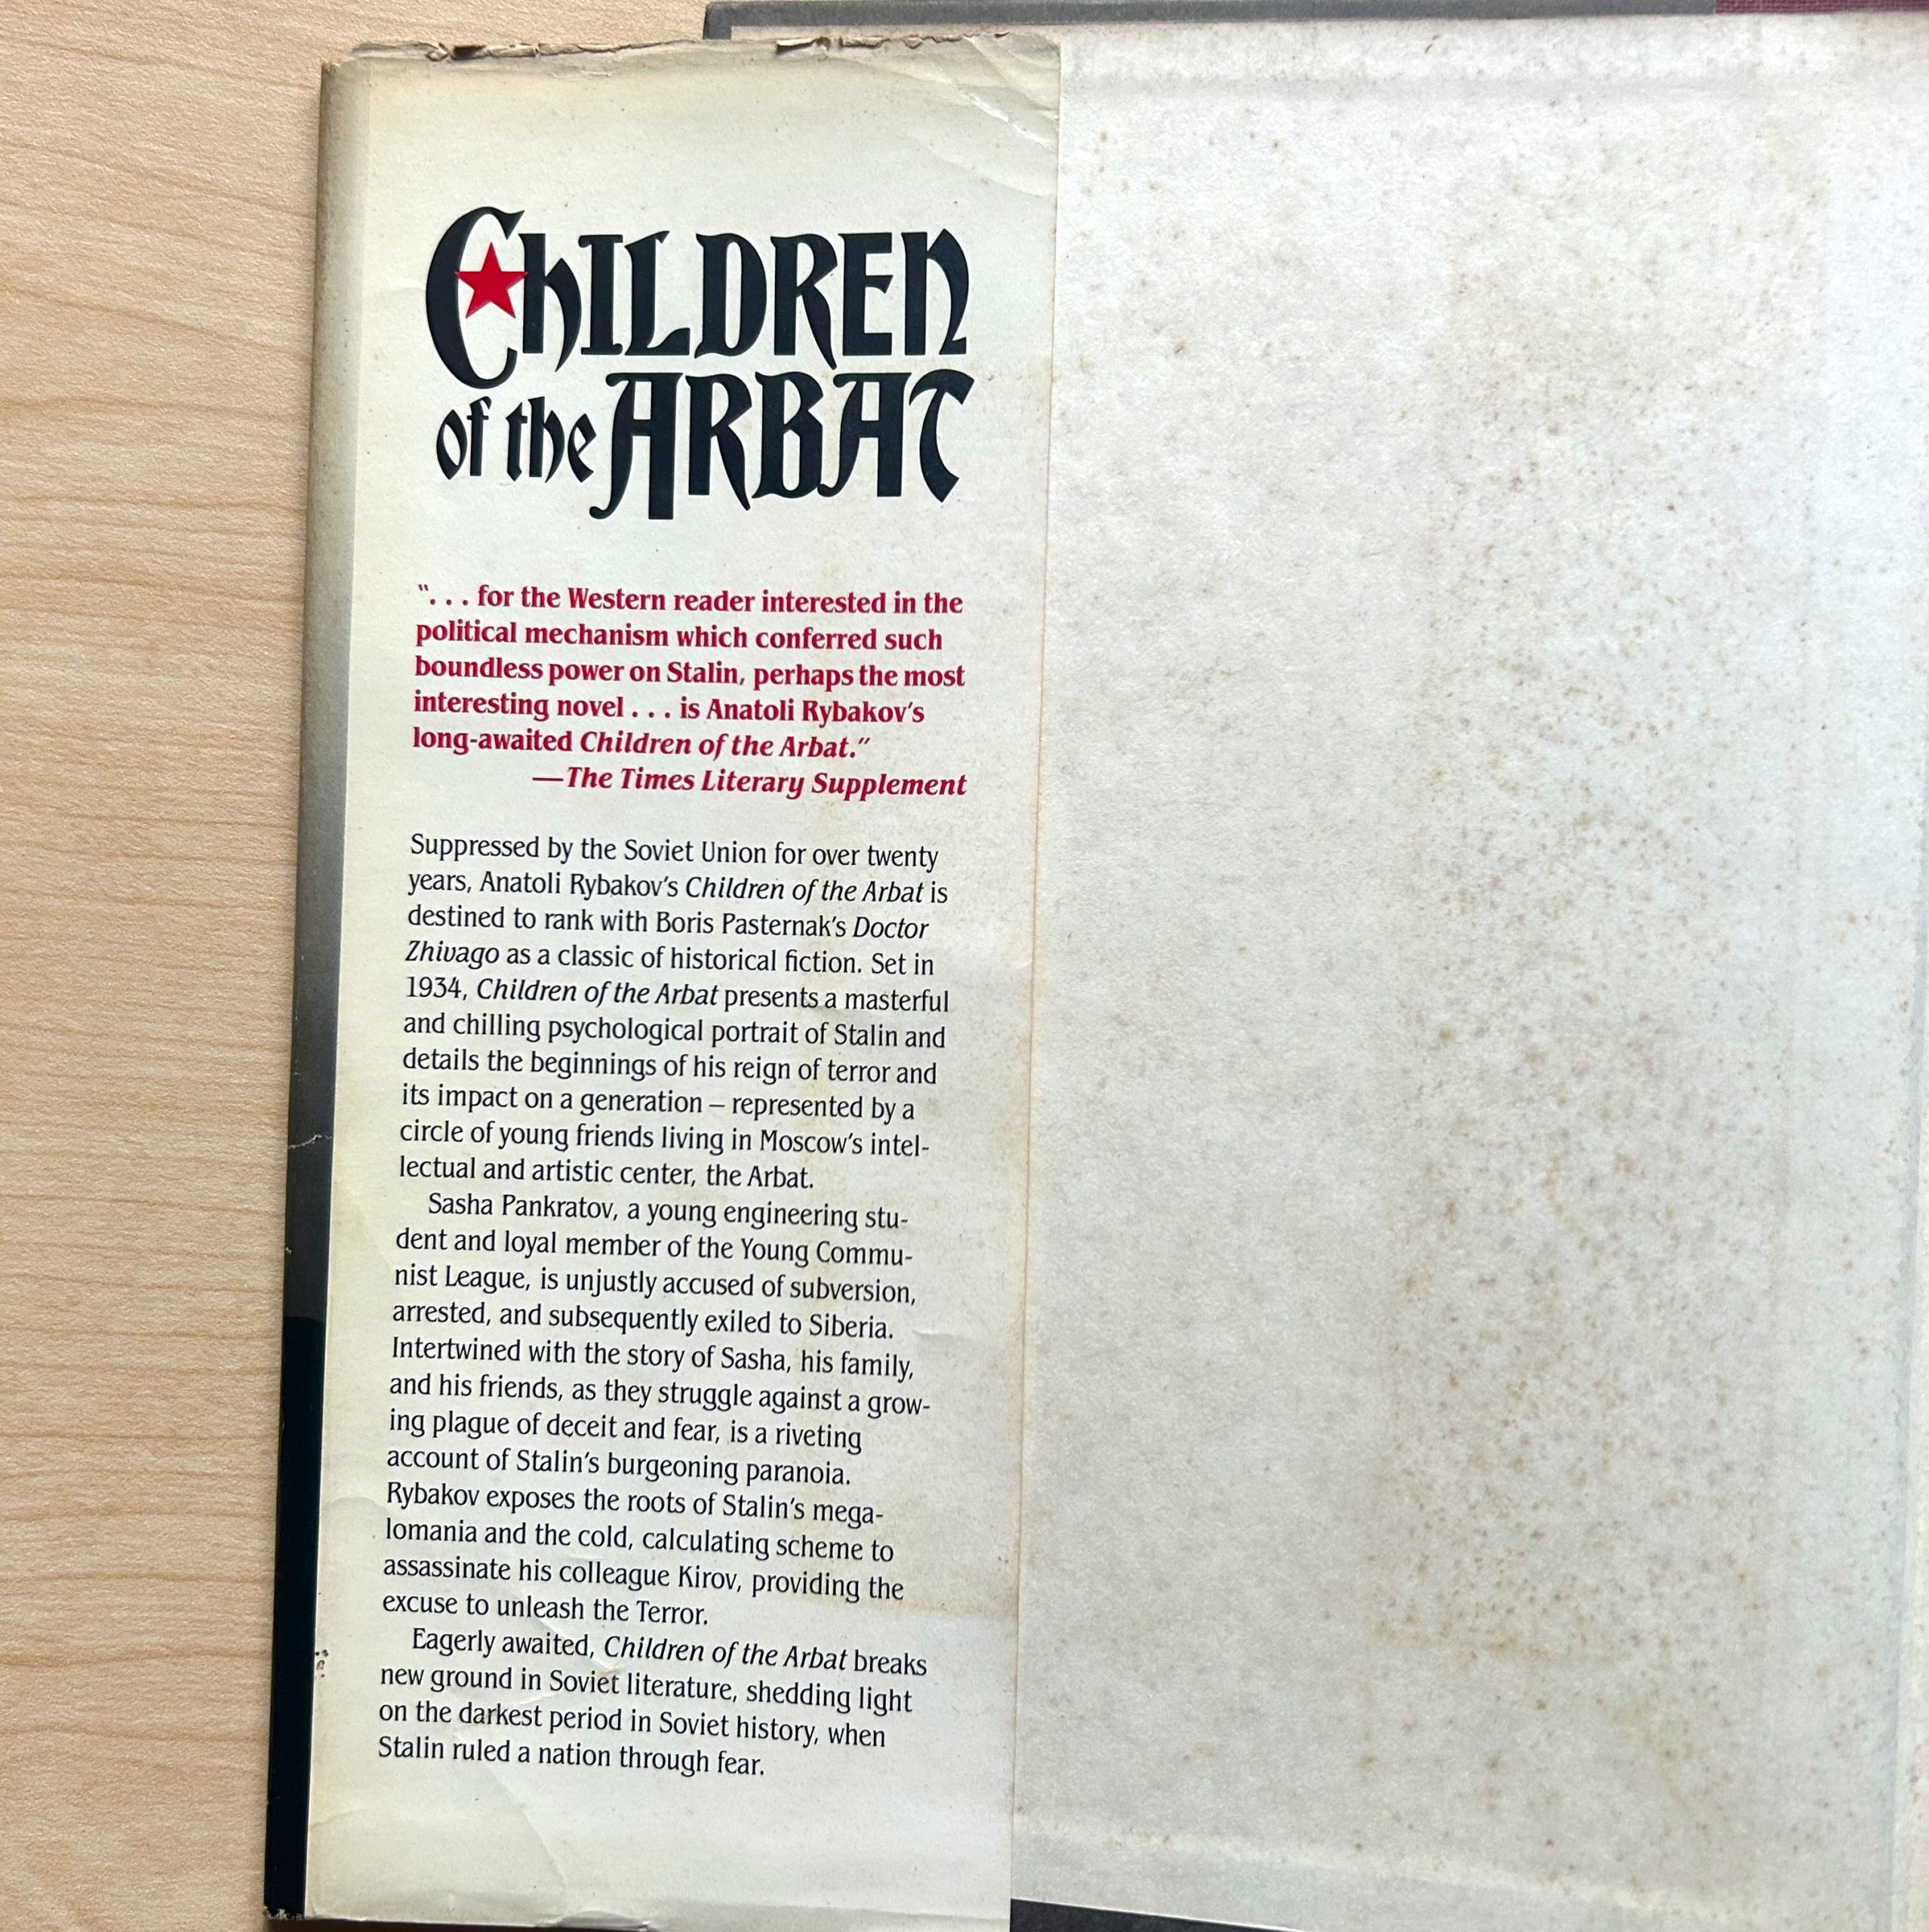 CHILDREN
of the ARBAT
“. . . for the Western reader interested in the
political mechanism which conferred such
boundless power on Stalin, perhaps the most
interesting novel . . . is Anatoli Rybakov’s
long-awaited Children of the Arbat.”
—The Times Literary Supplement
Suppressed by the Soviet Union for over twenty
years, Anatoli Rybakov’s Children of the Arbat is
destined to rank with Boris Pasternak’s Doctor
Zhivago as a classic of historical fiction. Set in
1934, Children of the Arbat presents a masterful
and chilling psychological portrait of Stalin and
details the beginnings of his reign of terror and
its impact on a generation – represented by a
circle of young friends living in Moscow’s intel-
lectual and artistic center, the Arbat.
Sasha Pankratov, a young engineering stu-
dent and loyal member of the Young Commu-
nist League, is unjustly accused of subversion,
arrested, and subsequently exiled to Siberia.
Intertwined with the story of Sasha, his family,
and his friends, as they struggle against a grow-
ing plague of deceit and fear, is a riveting
account of Stalin’s burgeoning paranoia.
Rybakov exposes the roots of Stalin’s mega-
lomania and the cold, calculating scheme to
assassinate his colleague Kirov, providing the
excuse to unleash the Terror.
Eagerly awaited, Children of the Arbat breaks
new ground in Soviet literature, shedding light
on the darkest period in Soviet history, when
Stalin ruled a nation through fear.